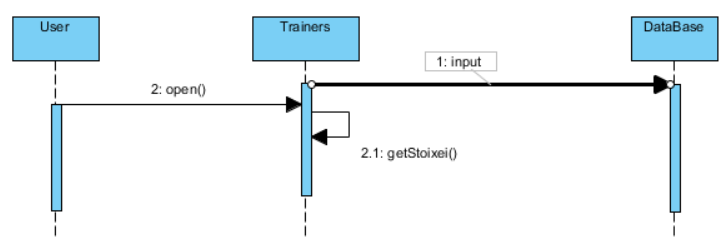 User
Trainers
DataBase
1: input
2: open()
2.1: getStoixei()